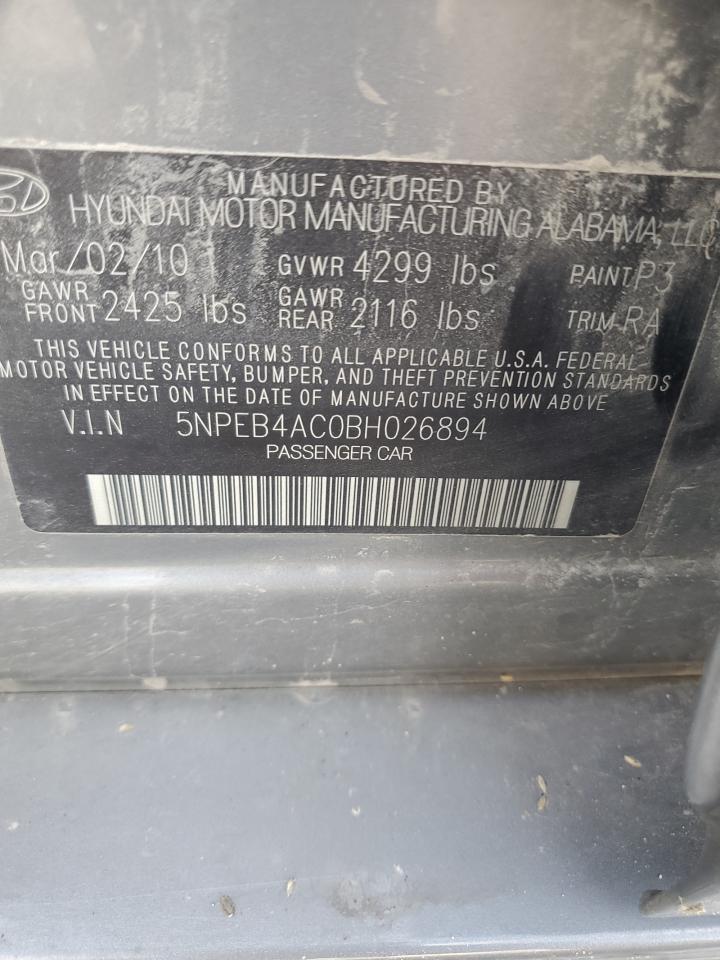 MANUFACTURED BY
HYUNDAI MOTOR MANUFACTURING ALABAMA, LLC
Mar/02/10 GVWR 4299 lbs PAINT P3
GAWR FRONT 2425 lbs GAWR REAR 2116 lbs TRIM RA
THIS VEHICLE CONFORMS TO ALL APPLICABLE U.S.A. FEDERAL
MOTOR VEHICLE SAFETY, BUMPER, AND THEFT PREVENTION STANDARDS
IN EFFECT ON THE DATE OF MANUFACTURE SHOWN ABOVE
V.I.N 5NPEB4AC0BH026894
PASSENGER CAR